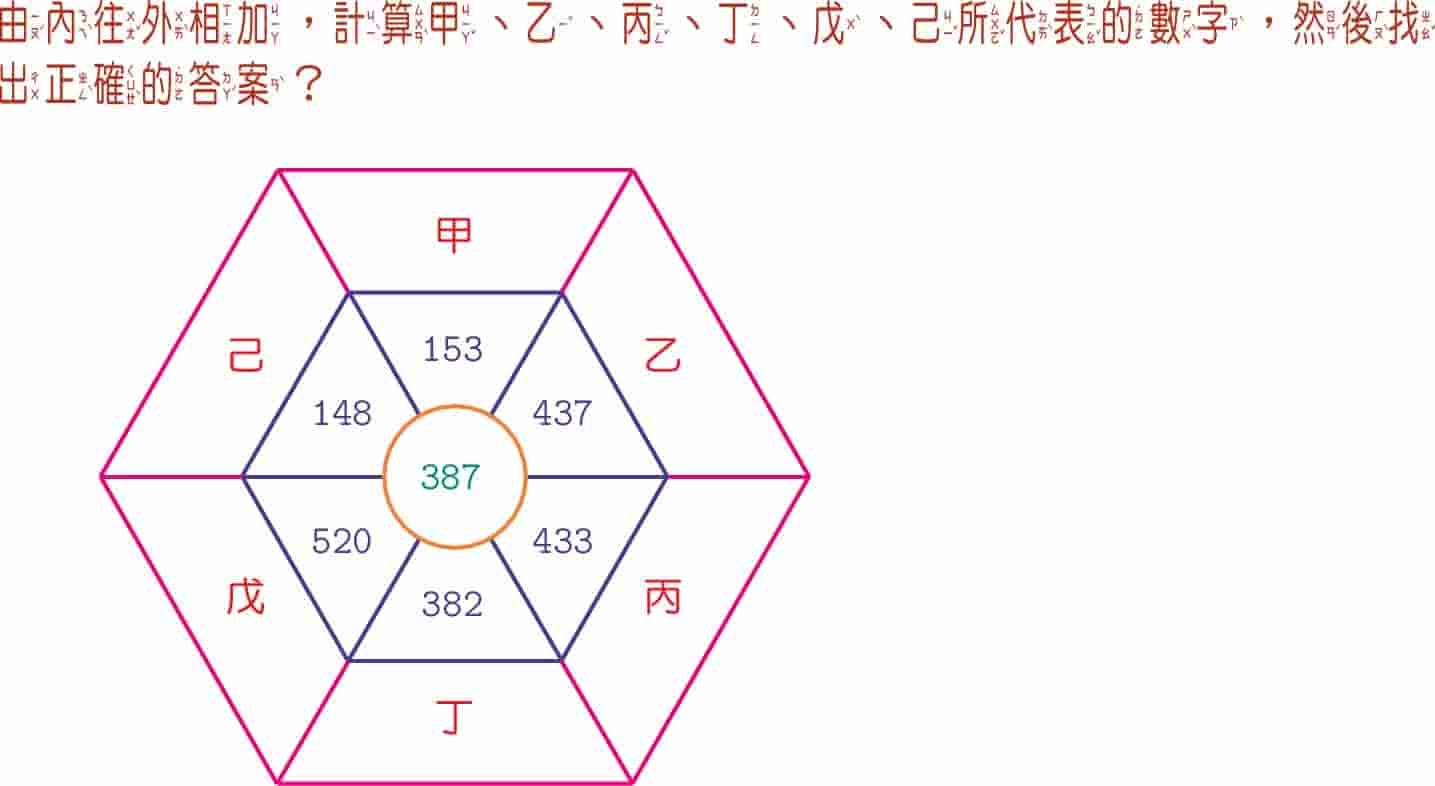 由內往外相加，計算甲、乙、丙、丁、戊、己所代表的數字，然後找
出正確的答案？
甲
己
153
乙
148
437
387
520
433
382
戊
丙
丁